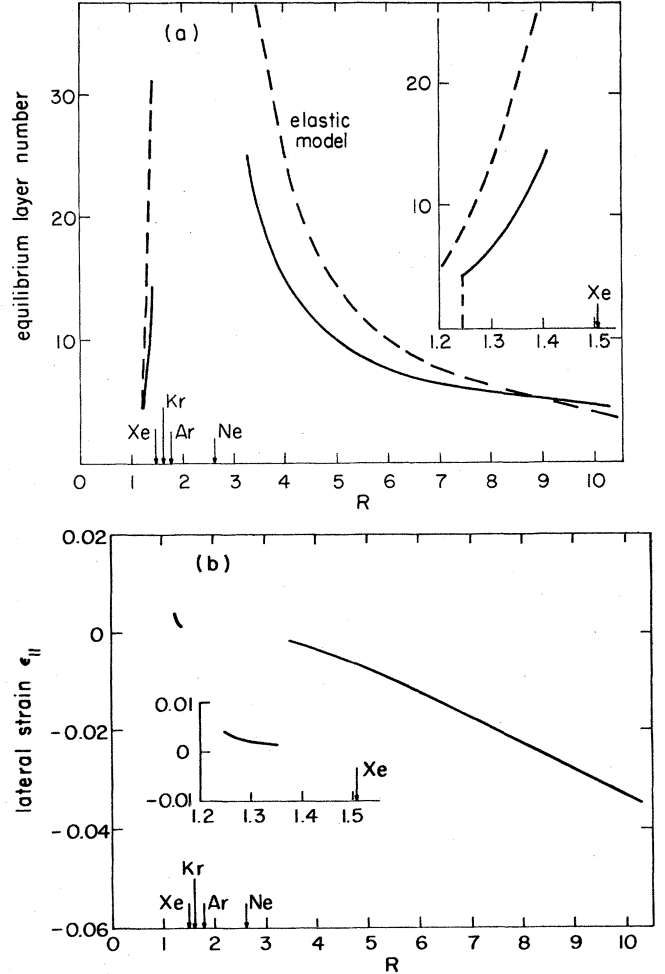 (a)
equilibrium layer number
30
20
10
0
elastic
model
20
10
Xe
1.2
1.3
1.4
1.5
Kr
Xe
Ar
Ne
0
1
2
3
4
5
6
7
8
9
10
R
(b)
lateral strain ϵ||
0.02
0
-0.02
-0.04
-0.06
0.01
0
-0.01
Xe
1.2
1.3
1.4
1.5
Kr
Xe
Ar
Ne
0
1
2
3
4
5
6
7
8
9
10
R